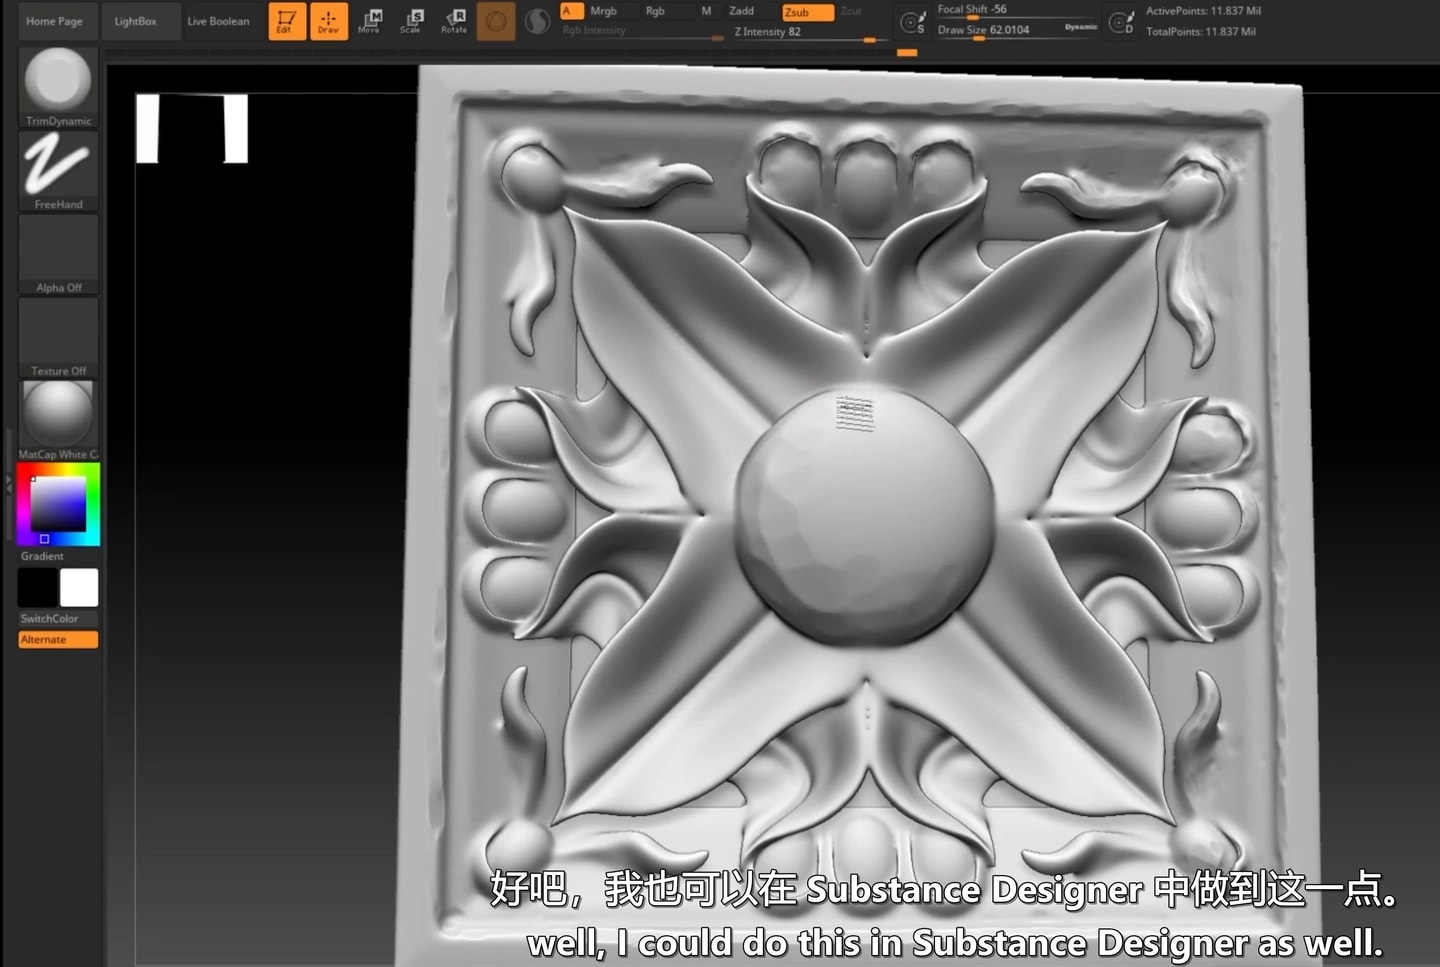 Home Page
LightBox
Live Boolean
Edit
Draw
Move
Scale
Rotate
A
Mrgb
Rgb
M
Zadd
Zsub
Zcut
Rgb Intensity
Z Intensity 82
S
Focal Shift -56
Draw Size 62.0104
Dynamic
D
ActivePoints: 11.837 Mil
TotalPoints: 11.837 Mil
TrimDynamic
FreeHand
Alpha Off
Texture Off
MatCap White C
Gradient
SwitchColor
Alternate
好吧，我也可以在 Substance Designer 中做到这一点。
well, I could do this in Substance Designer as well.